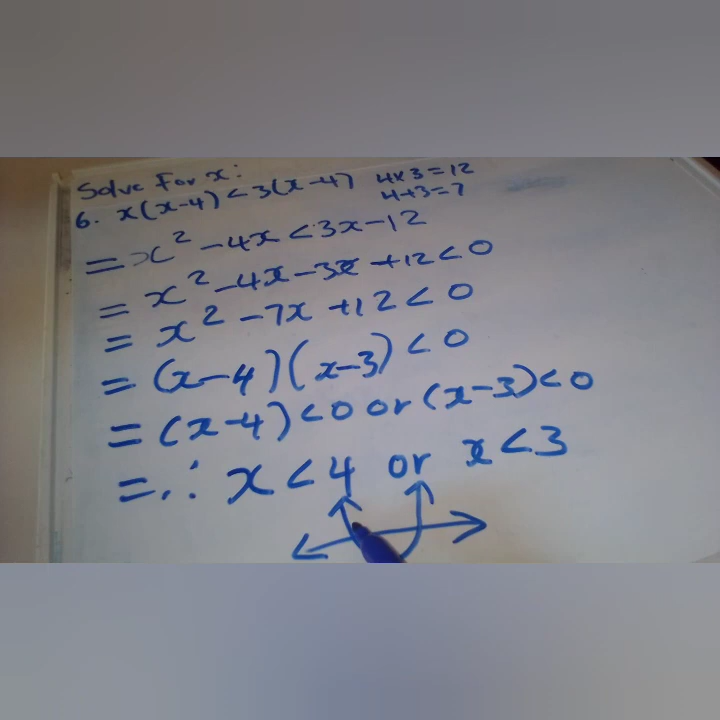 Solve For x:
6. x(x-4) < 3(x-4) 4x3=12
4+3=7
= x² -4x < 3x-12
= x² -4x-3x +12 < 0
= x² -7x +12 < 0
= (x-4)(x-3) < 0
= (x-4) < 0 or (x-3) < 0
= ∴ x < 4 or x < 3